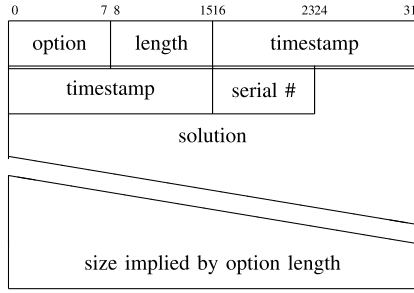 0 7 8 1516 2324 31
option length timestamp
timestamp serial #
solution
size implied by option length